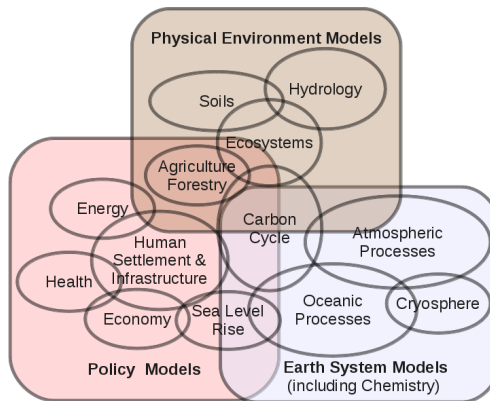 Physical Environment Models
Hydrology
Soils
Ecosystems
Agriculture
Forestry
Energy
Carbon
Cycle
Atmospheric
Processes
Human
Settlement &
Infrastructure
Health
Oceanic
Processes
Cryosphere
Economy
Sea Level
Rise
Policy Models
Earth System Models
(including Chemistry)